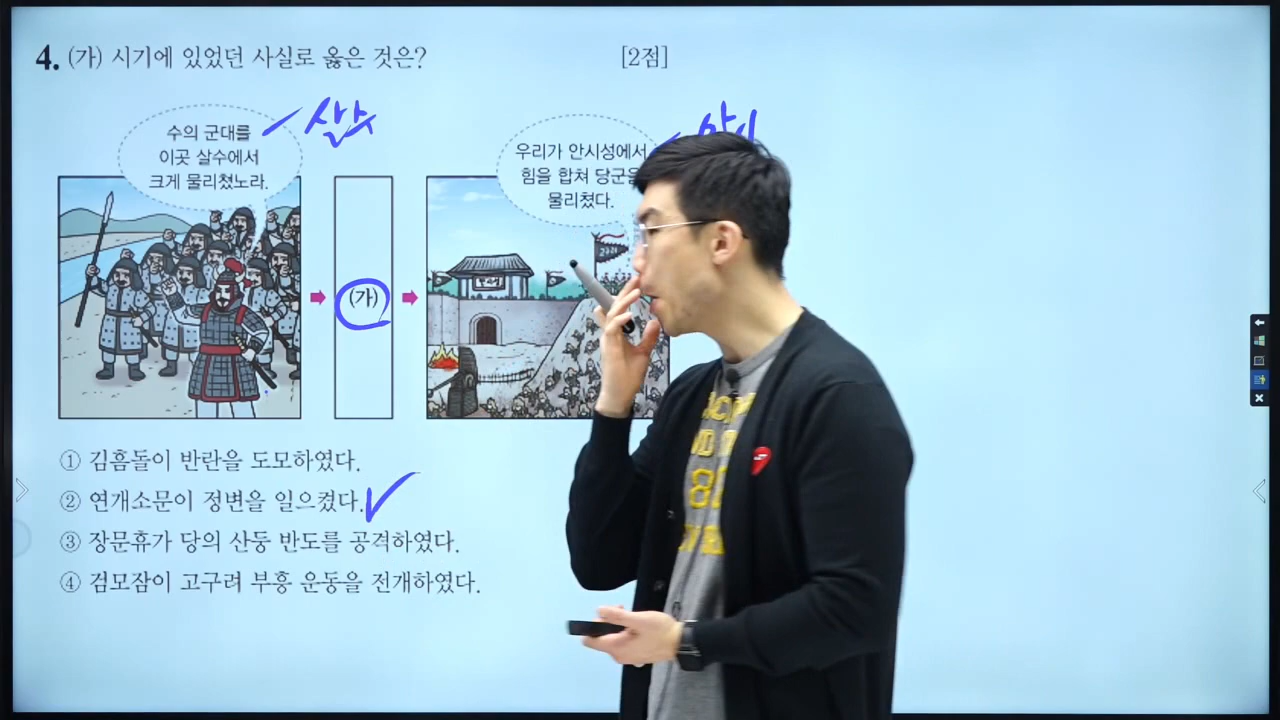 4. (가) 시기에 있었던 사실로 옳은 것은? [2점]
살수
수의 군대를
이곳 살수에서
크게 물리쳤노라.
우리가 안시성에서
힘을 합쳐 당군을
물리쳤다.
(가)
① 김흠돌이 반란을 도모하였다.
② 연개소문이 정변을 일으켰다.
③ 장문휴가 당의 산둥 반도를 공격하였다.
④ 검모잠이 고구려 부흥 운동을 전개하였다.